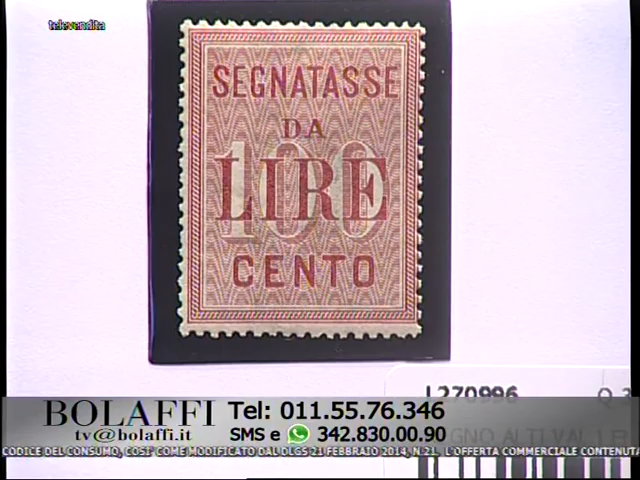 televendita
SEGNATASSE
DA
100
LIRE
CENTO
L270996
BOLAFFI
Tel: 011.55.76.346
tv@bolaffi.it
SMS e 342.830.00.90
CODICE DEL CONSUMO, COSI' COME MODIFICATO DAL DLGS 21 FEBBRAIO 2014, N.21. L'OFFERTA COMMERCIALE CONTENUTA